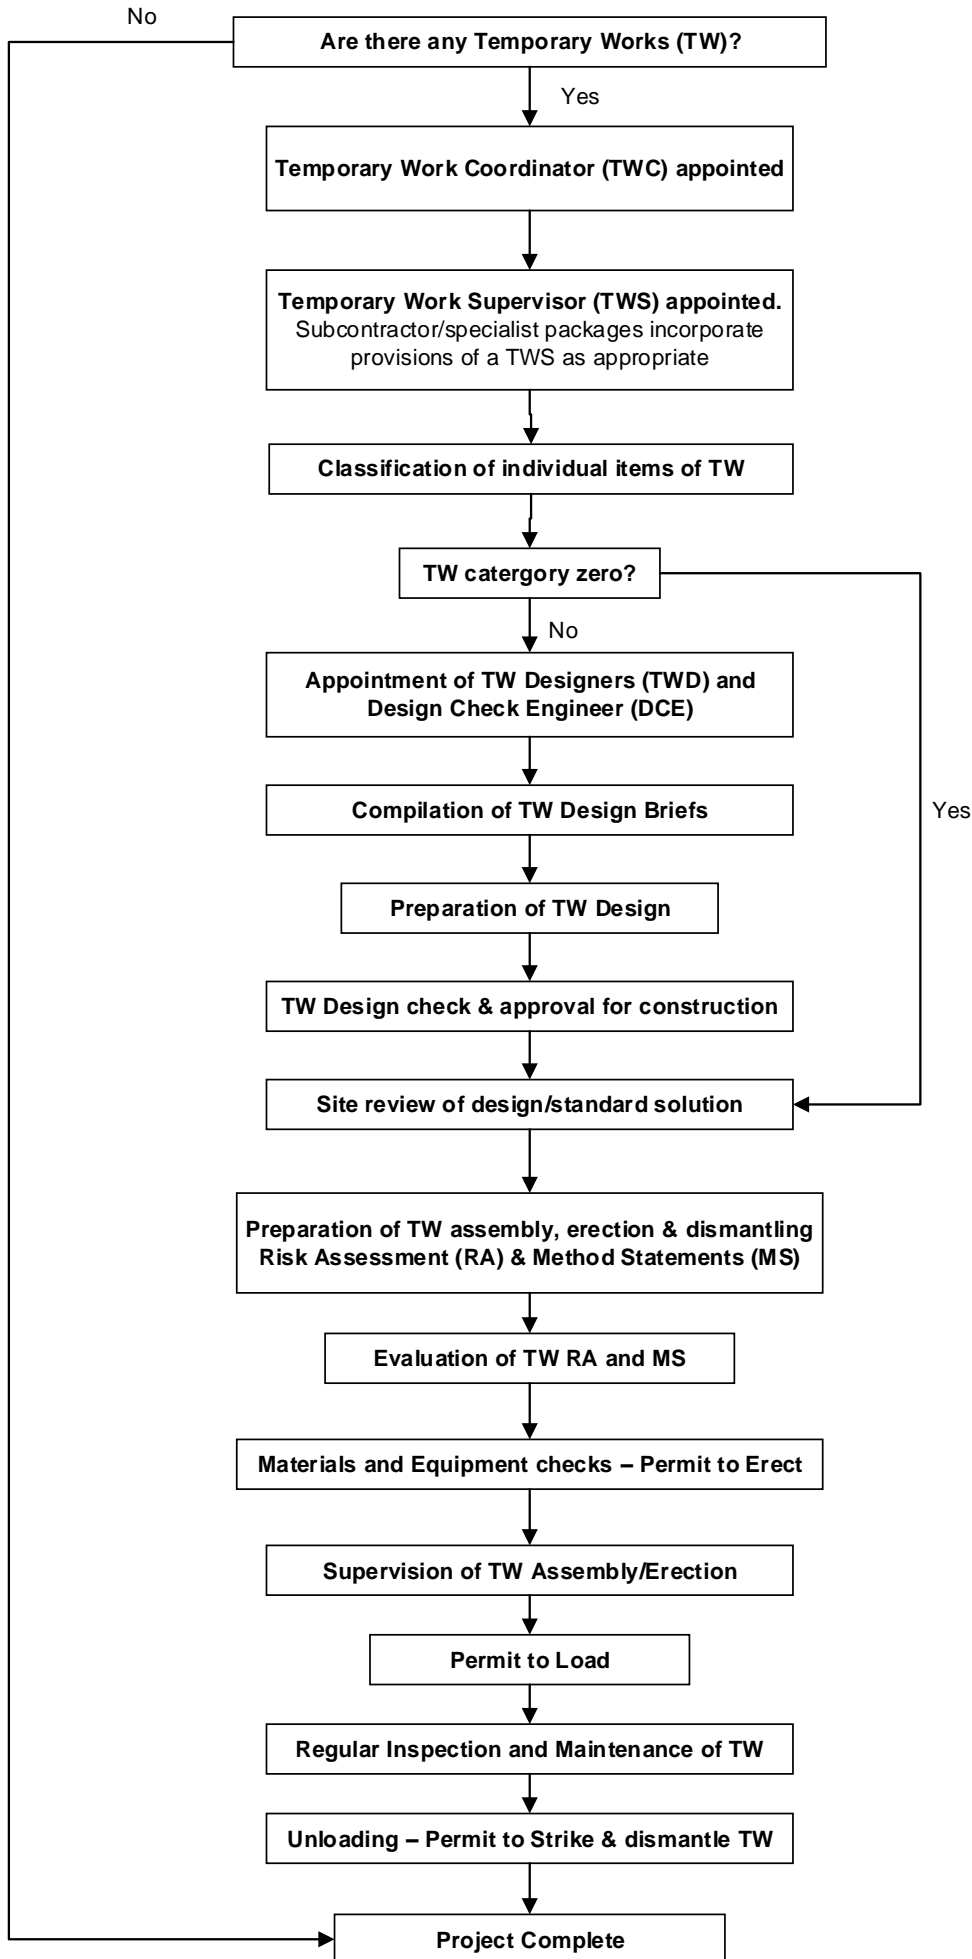 No
Are there any Temporary Works (TW)?
Yes
Temporary Work Coordinator (TWC) appointed
Temporary Work Supervisor (TWS) appointed.
Subcontractor/specialist packages incorporate
provisions of a TWS as appropriate
Classification of individual items of TW
TW catergory zero?
No
Appointment of TW Designers (TWD) and
Design Check Engineer (DCE)
Compilation of TW Design Briefs
Yes
Preparation of TW Design
TW Design check & approval for construction
Site review of design/standard solution
Preparation of TW assembly, erection & dismantling
Risk Assessment (RA) & Method Statements (MS)
Evaluation of TW RA and MS
Materials and Equipment checks – Permit to Erect
Supervision of TW Assembly/Erection
Permit to Load
Regular Inspection and Maintenance of TW
Unloading – Permit to Strike & dismantle TW
Project Complete